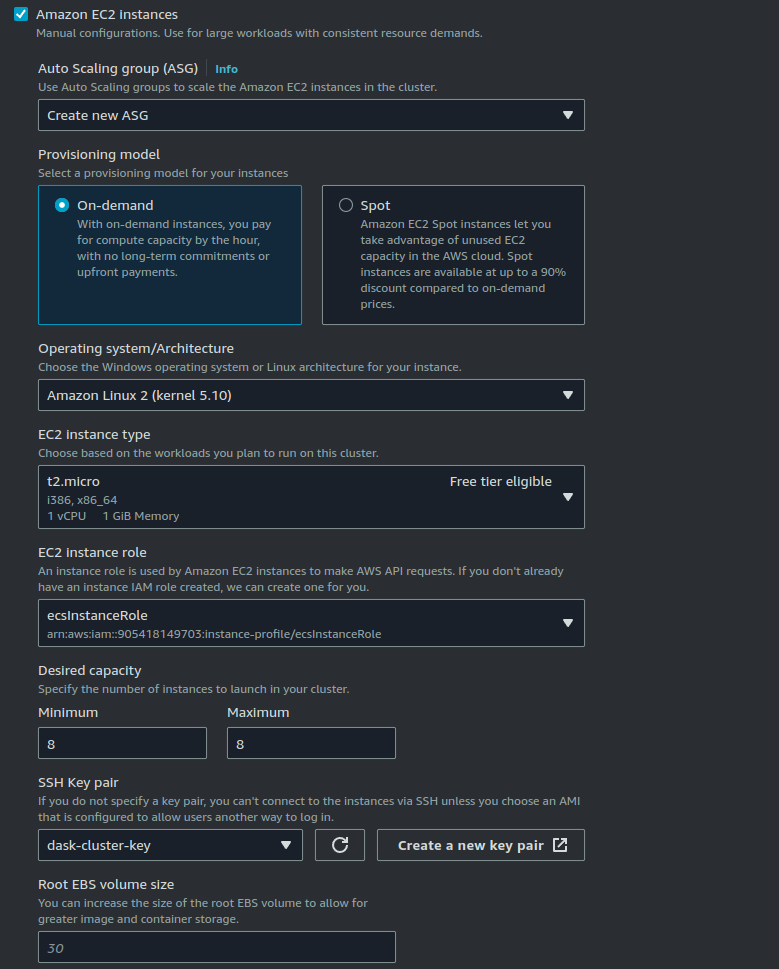 Amazon EC2 instances
Manual configurations. Use for large workloads with consistent resource demands.
Auto Scaling group (ASG) Info
Use Auto Scaling groups to scale the Amazon EC2 instances in the cluster.
Create new ASG
Provisioning model
Select a provisioning model for your instances
On-demand
With on-demand instances, you pay
for compute capacity by the hour,
with no long-term commitments or
upfront payments.
Spot
Amazon EC2 Spot instances let you
take advantage of unused EC2
capacity in the AWS cloud. Spot
instances are available at up to a 90%
discount compared to on-demand
prices.
Operating system/Architecture
Choose the Windows operating system or Linux architecture for your instance.
Amazon Linux 2 (kernel 5.10)
EC2 instance type
Choose based on the workloads you plan to run on this cluster.
t2.micro Free tier eligible
i386, x86_64
1 vCPU 1 GiB Memory
EC2 instance role
An instance role is used by Amazon EC2 instances to make AWS API requests. If you don't already
have an instance IAM role created, we can create one for you.
ecsInstanceRole
arn:aws:iam::905418149703:instance-profile/ecsInstanceRole
Desired capacity
Specify the number of instances to launch in your cluster.
Minimum Maximum
8 8
SSH Key pair
If you do not specify a key pair, you can't connect to the instances via SSH unless you choose an AMI
that is configured to allow users another way to log in.
dask-cluster-key Create a new key pair
Root EBS volume size
You can increase the size of the root EBS volume to allow for
greater image and container storage.
30